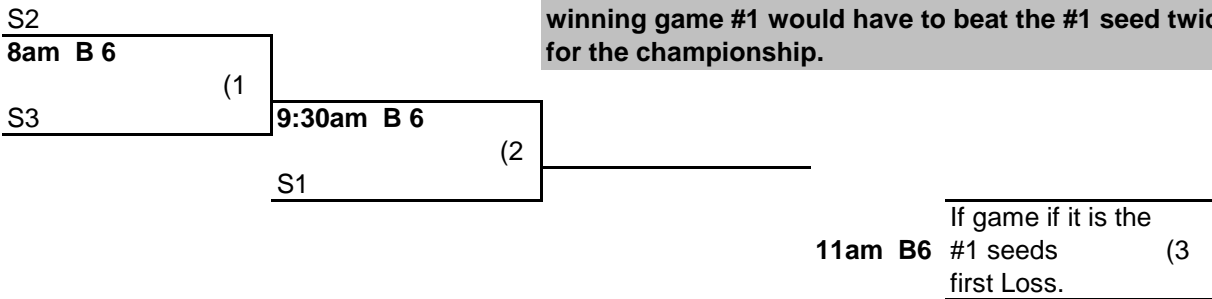 S2
winning game #1 would have to beat the #1 seed
8am B 6
for the championship.
(1
S3
9:30am B 6
(2
S1
If game if it is the
11am B6 #1 seeds (3
first Loss.